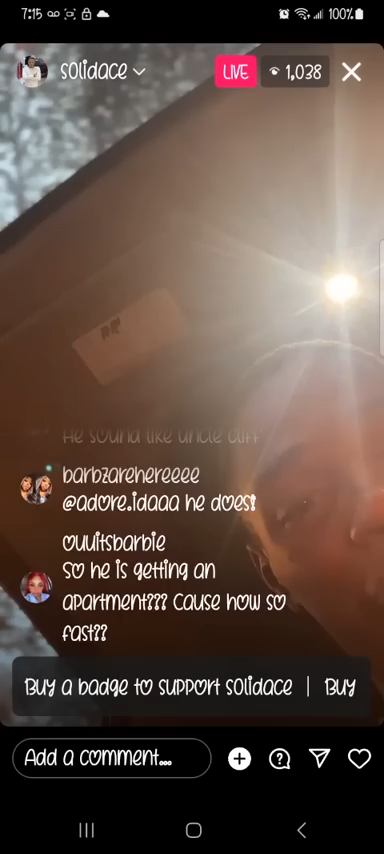 7:15
100%
solidace
LIVE
1,038
He sound like uncle cliff
barbzarehereeee
@adore.idaaa he does!
ouuitsbarbie
So he is getting an
apartment??? Cause how so
fast??
Buy a badge to support solidace | Buy
Add a comment...